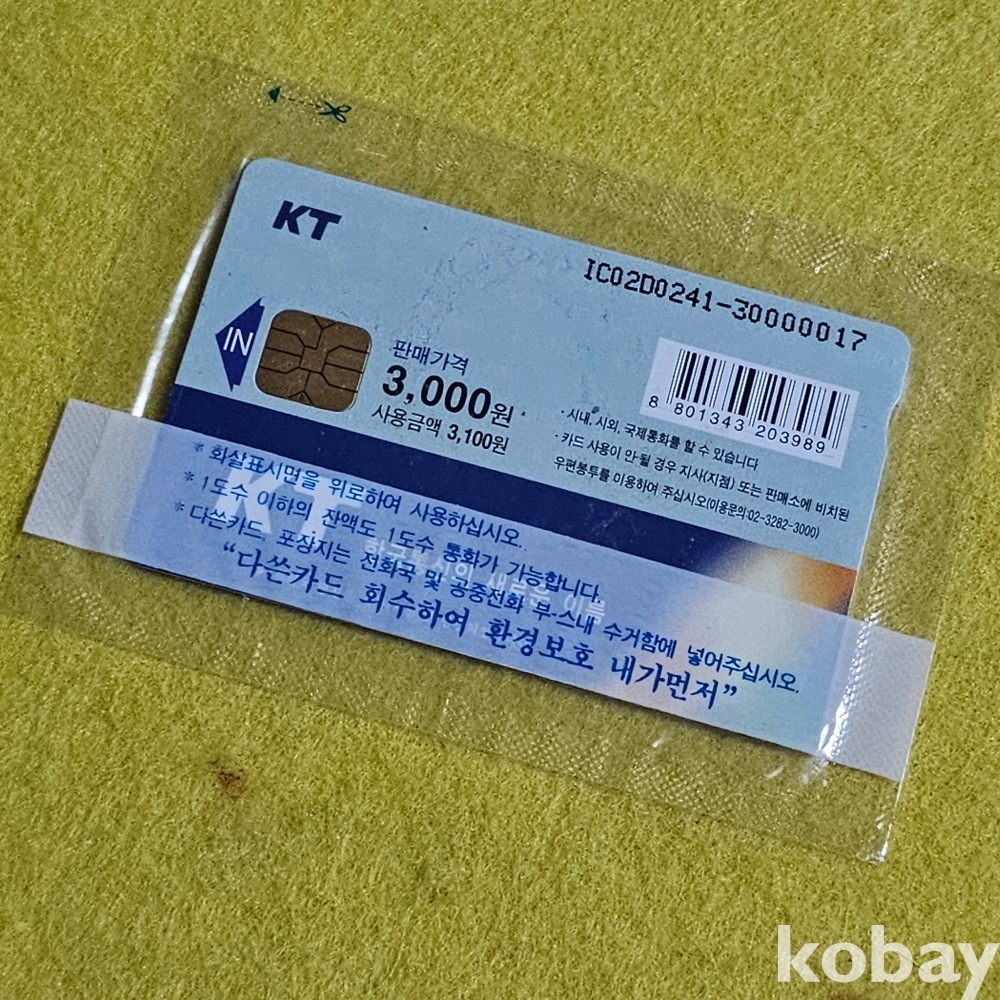 KT
IC02D0241-30000017
IN
판매가격
3,000원
사용금액 3,100원
8 801343 203989
· 시내, 시외, 국제통화를 할 수 있습니다
· 카드 사용이 안될 경우 지사(지점) 또는 판매소에 비치된
우편봉투를 이용하여 주십시오(이용문의:02-3282-3000)
KT
* 화살표시면을 위로하여 사용하십시오.
* 1도수 이하의 잔액도 1도수 통화가 가능합니다.
* 다쓴카드, 포장지는 전화국 및 공중전화 부·스내 수거함에 넣어주십시오.
“다쓴카드 회수하여 환경보호 내가먼저”
kobay